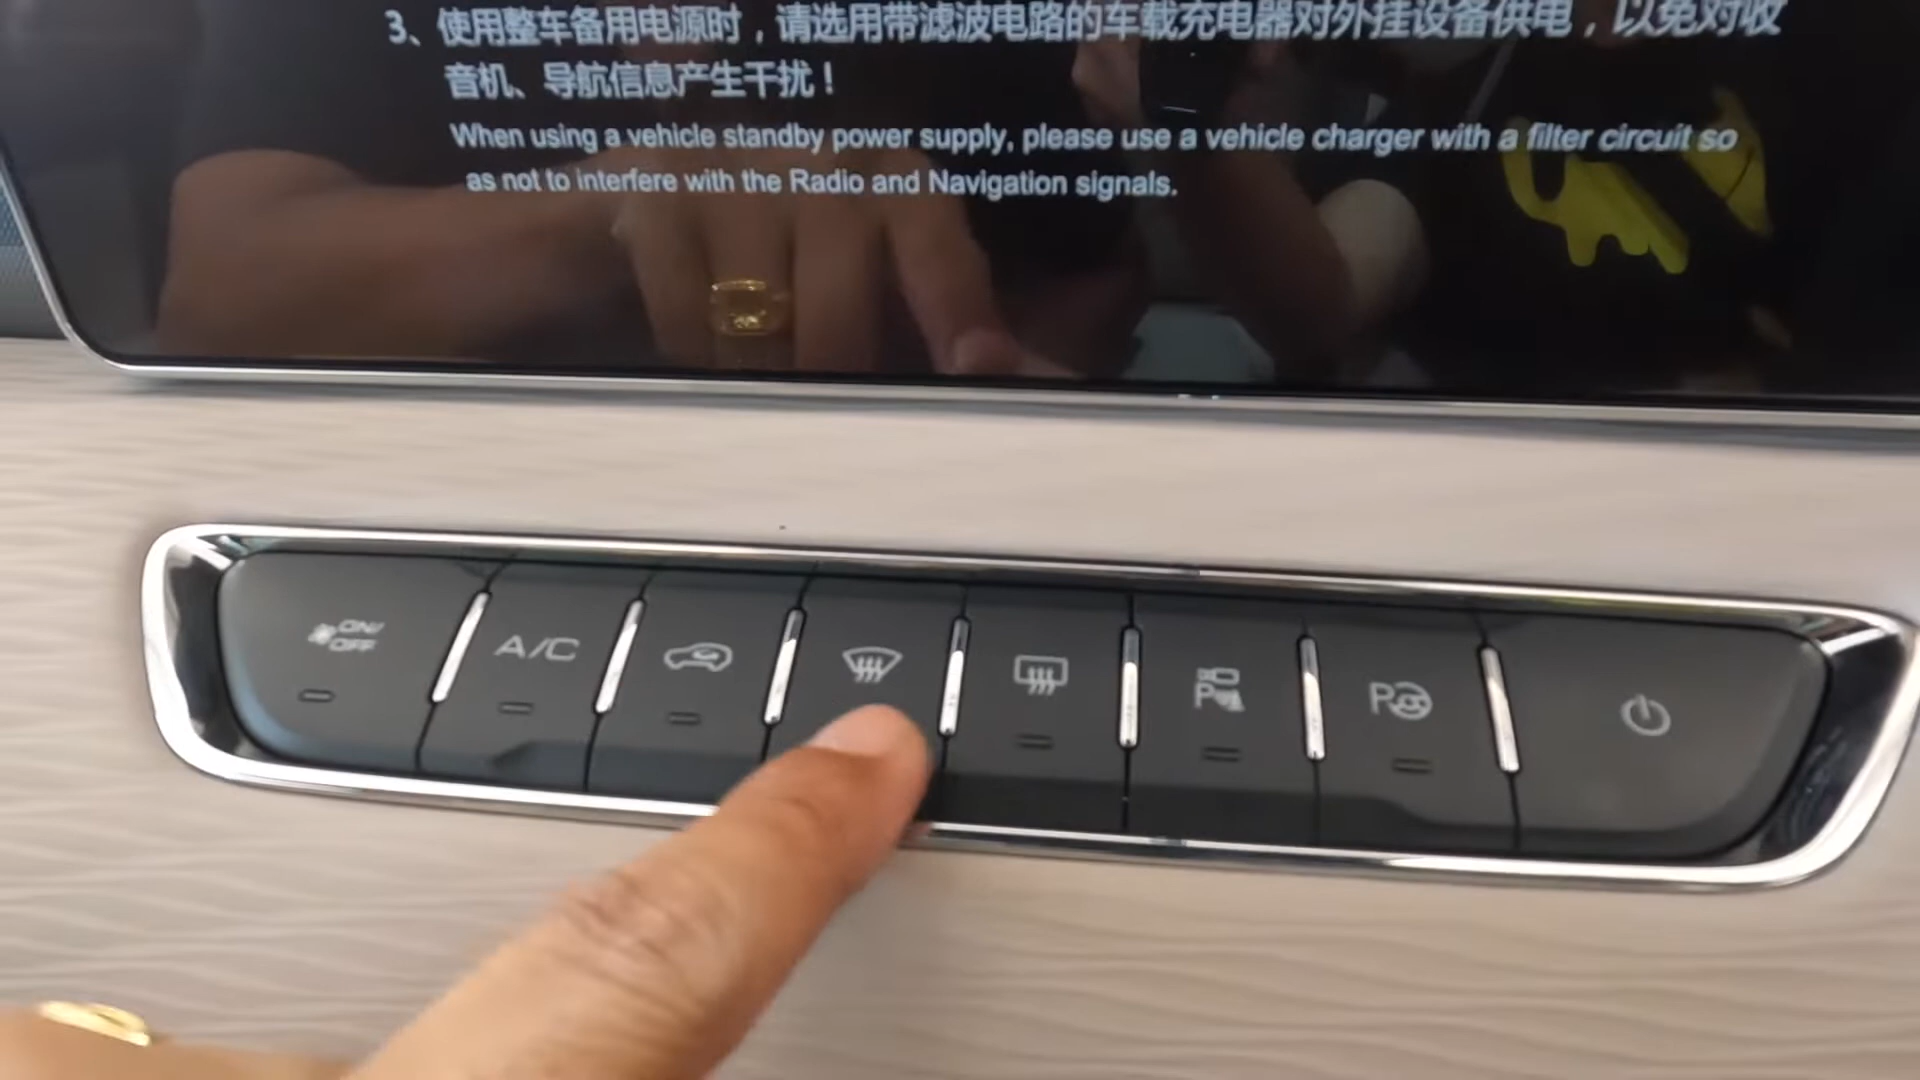 3、使用整车备用电源时，请选用带滤波电路的车载充电器对外挂设备供电，以免对收
音机、导航信息产生干扰！
When using a vehicle standby power supply, please use a vehicle charger with a filter circuit so
as not to interfere with the Radio and Navigation signals.
ON/
OFF
A/C
P
P